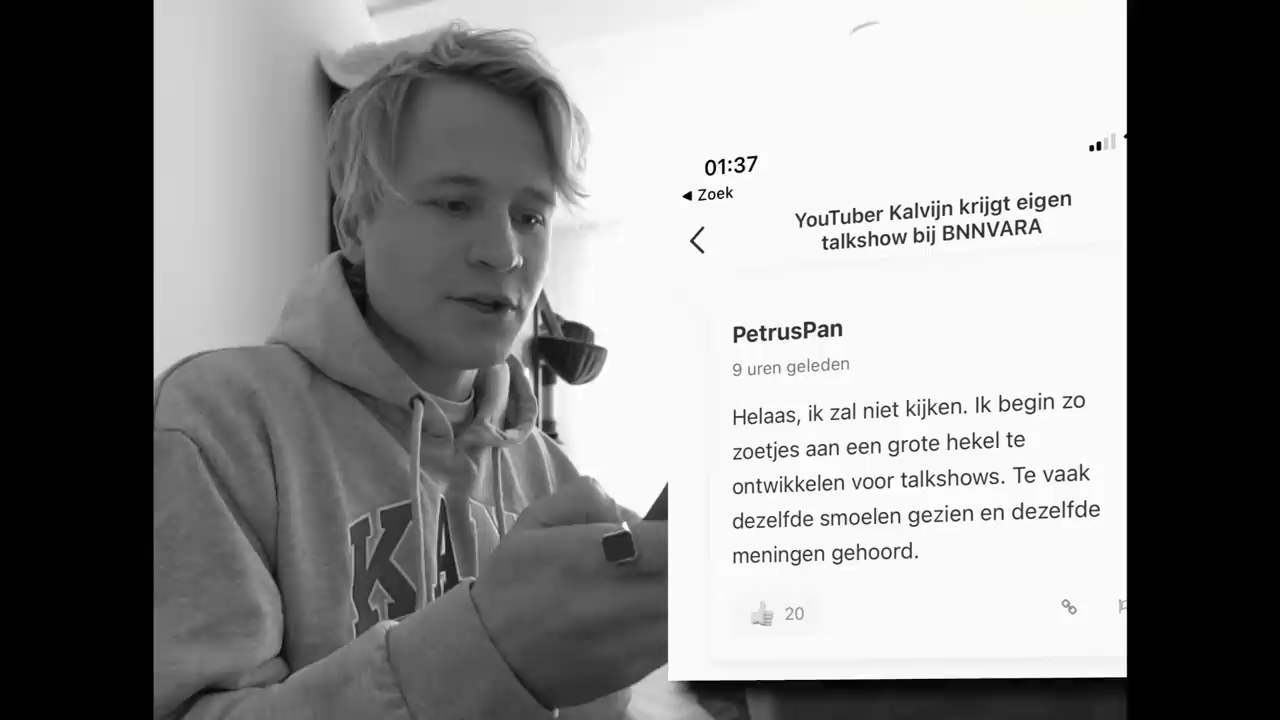 01:37
◀ Zoek
YouTuber Kalvijn krijgt eigen
talkshow bij BNNVARA
PetrusPan
9 uren geleden
Helaas, ik zal niet kijken. Ik begin zo
zoetjes aan een grote hekel te
ontwikkelen voor talkshows. Te vaak
dezelfde smoelen gezien en dezelfde
meningen gehoord.
20
KA